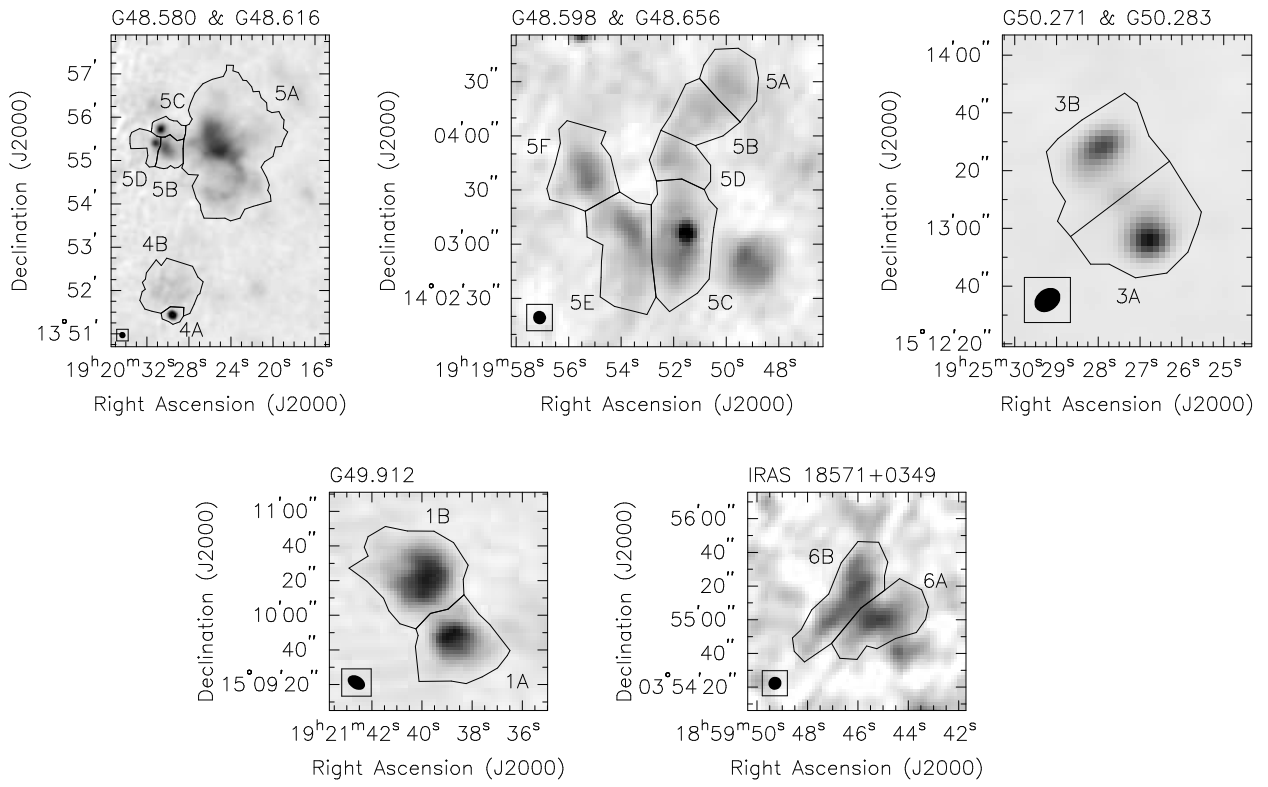 G48.580 & G48.616
57'
56'
55'
54'
53'
52'
13°51'
5A
5C
5D
5B
4B
4A
19ʰ20ᵐ32ˢ 28ˢ 24ˢ 20ˢ 16ˢ
Right Ascension (J2000)
Declination (J2000)
G48.598 & G48.656
30"
04'00"
30"
03'00"
14°02'30"
5A
5B
5F
5D
5E
5C
19ʰ19ᵐ58ˢ 56ˢ 54ˢ 52ˢ 50ˢ 48ˢ
Right Ascension (J2000)
Declination (J2000)
G50.271 & G50.283
14'00"
40"
20"
13'00"
40"
15°12'20"
3B
3A
19ʰ25ᵐ30ˢ 29ˢ 28ˢ 27ˢ 26ˢ 25ˢ
Right Ascension (J2000)
Declination (J2000)
G49.912
11'00"
40"
20"
10'00"
40"
15°09'20"
1B
1A
19ʰ21ᵐ42ˢ 40ˢ 38ˢ 36ˢ
Right Ascension (J2000)
Declination (J2000)
IRAS 18571+0349
56'00"
40"
20"
55'00"
40"
03°54'20"
6B
6A
18ʰ59ᵐ50ˢ 48ˢ 46ˢ 44ˢ 42ˢ
Right Ascension (J2000)
Declination (J2000)